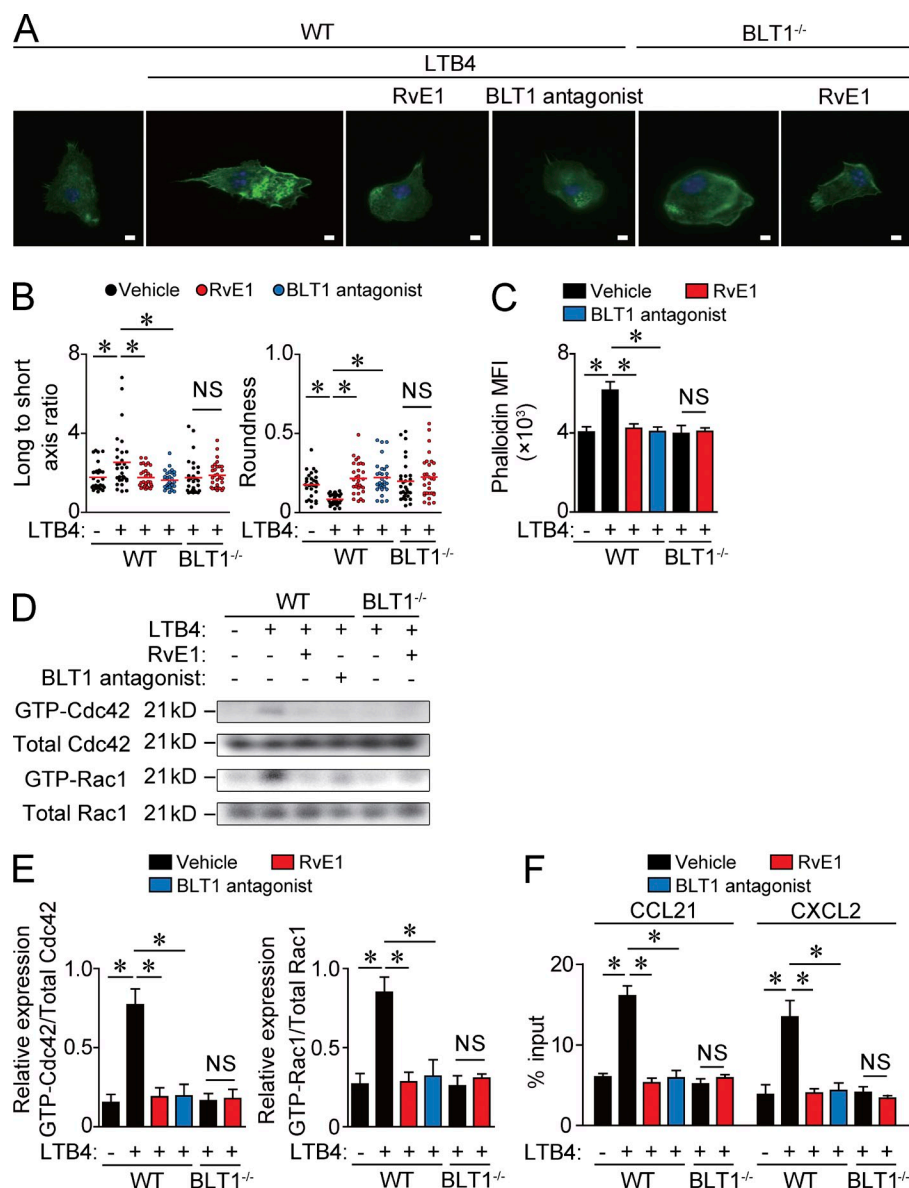 A
WT BLT1-/-
LTB4
RvE1 BLT1 antagonist RvE1
B
Vehicle RvE1 BLT1 antagonist
Long to short
axis ratio
8
4
0
* * *
NS
LTB4: - + + + + +
WT BLT1-/-
Roundness
1.0
0.5
0
* * *
NS
LTB4: - + + + + +
WT BLT1-/-
C
Vehicle RvE1
BLT1 antagonist
Phalloidin MFI
(×10³)
8
4
0
* * *
NS
LTB4: - + + + + +
WT BLT1-/-
D
WT BLT1-/-
LTB4: - + + + + +
RvE1: - - + - - +
BLT1 antagonist: - - - + - -
GTP-Cdc42 21kD
Total Cdc42 21kD
GTP-Rac1 21kD
Total Rac1 21kD
E
Vehicle RvE1
BLT1 antagonist
Relative expression
GTP-Cdc42/Total Cdc42
1.0
0.5
0
* * *
NS
LTB4: - + + + + +
WT BLT1-/-
Relative expression
GTP-Rac1/Total Rac1
1.0
0.5
0
* * *
NS
LTB4: - + + + + +
WT BLT1-/-
F
Vehicle RvE1
BLT1 antagonist
CCL21 CXCL2
% input
20
10
0
* * *
NS
* * *
NS
LTB4: - + + + + + - + + + + +
WT BLT1-/- WT BLT1-/-